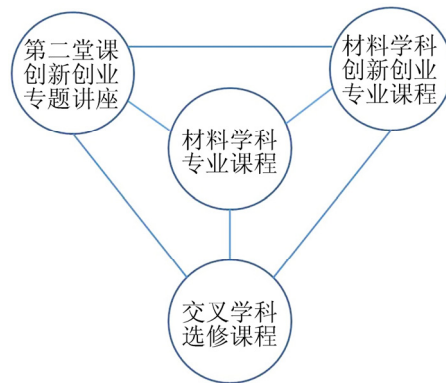 第二堂课
创新创业
专题讲座
材料学科
创新创业
专业课程
材料学科
专业课程
交叉学科
选修课程